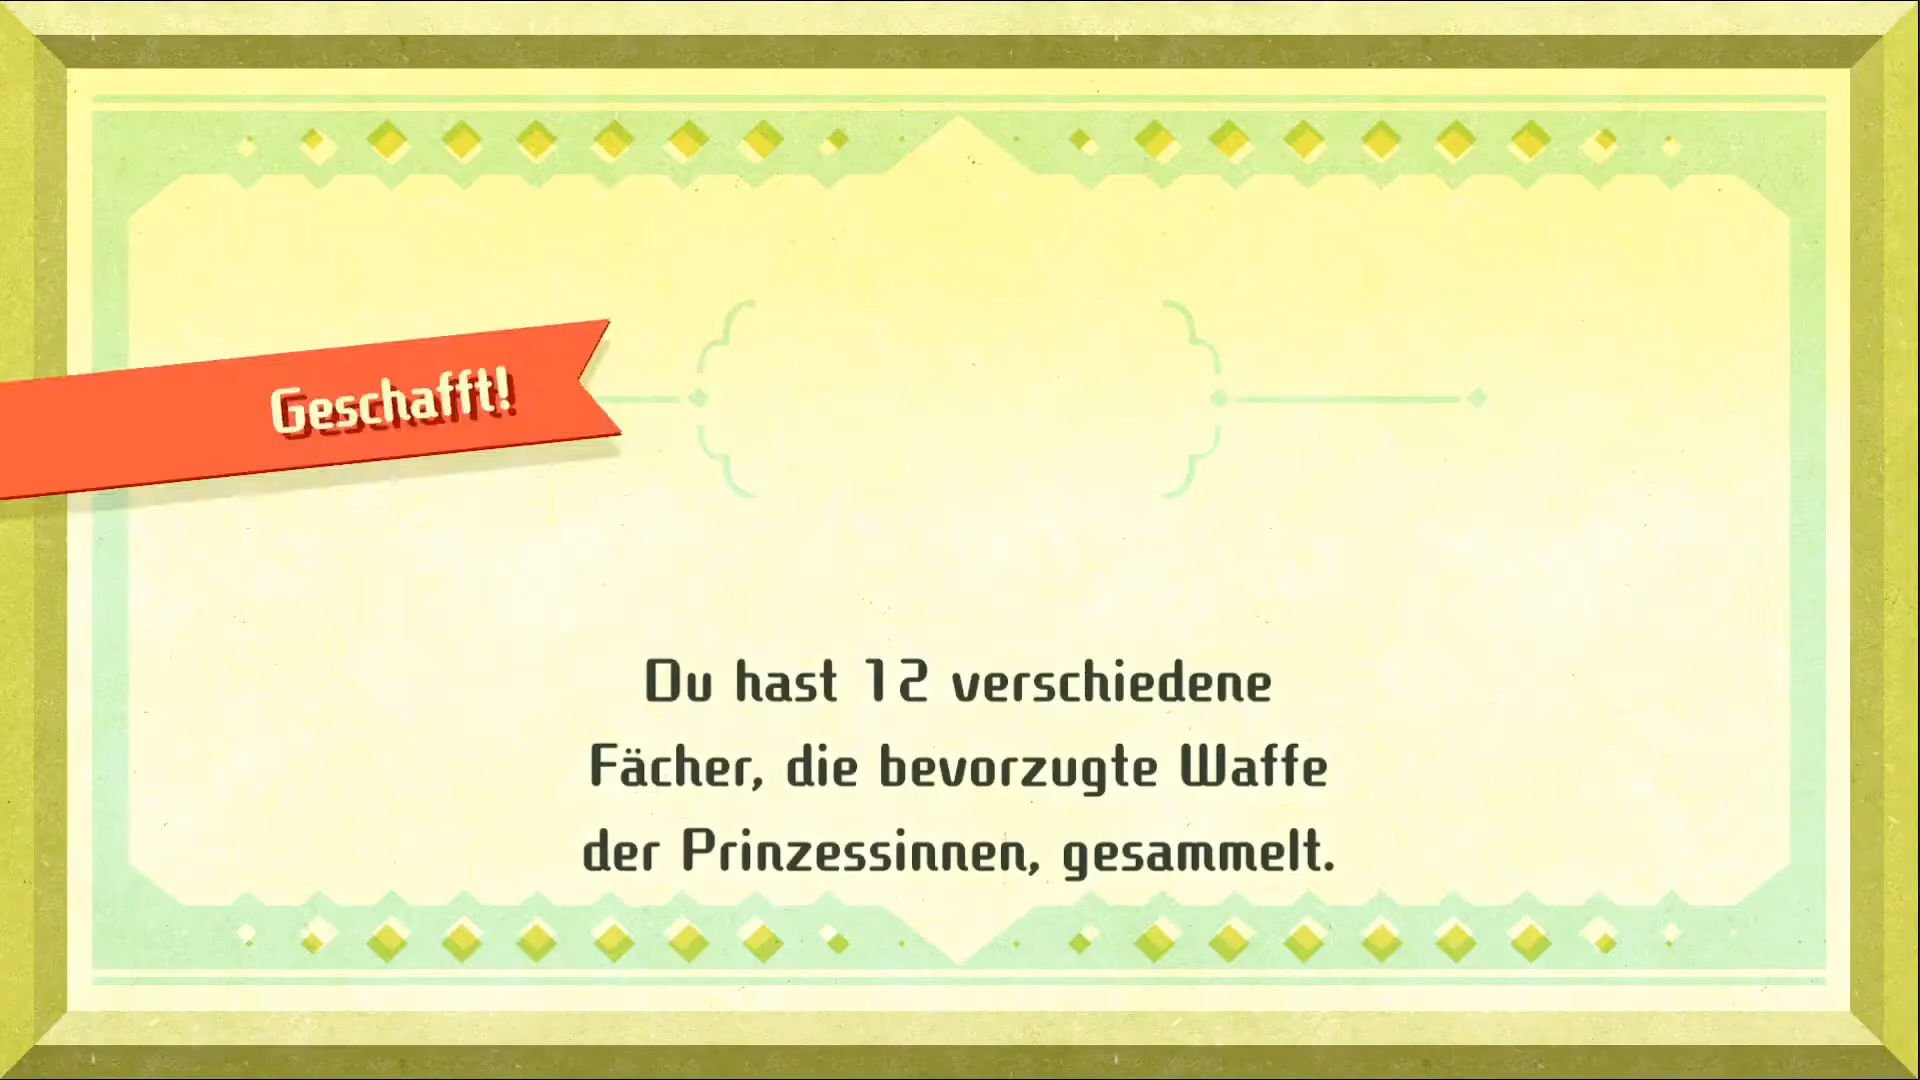 Geschafft!
Du hast 12 verschiedene
Fächer, die bevorzugte Waffe
der Prinzessinnen, gesammelt.